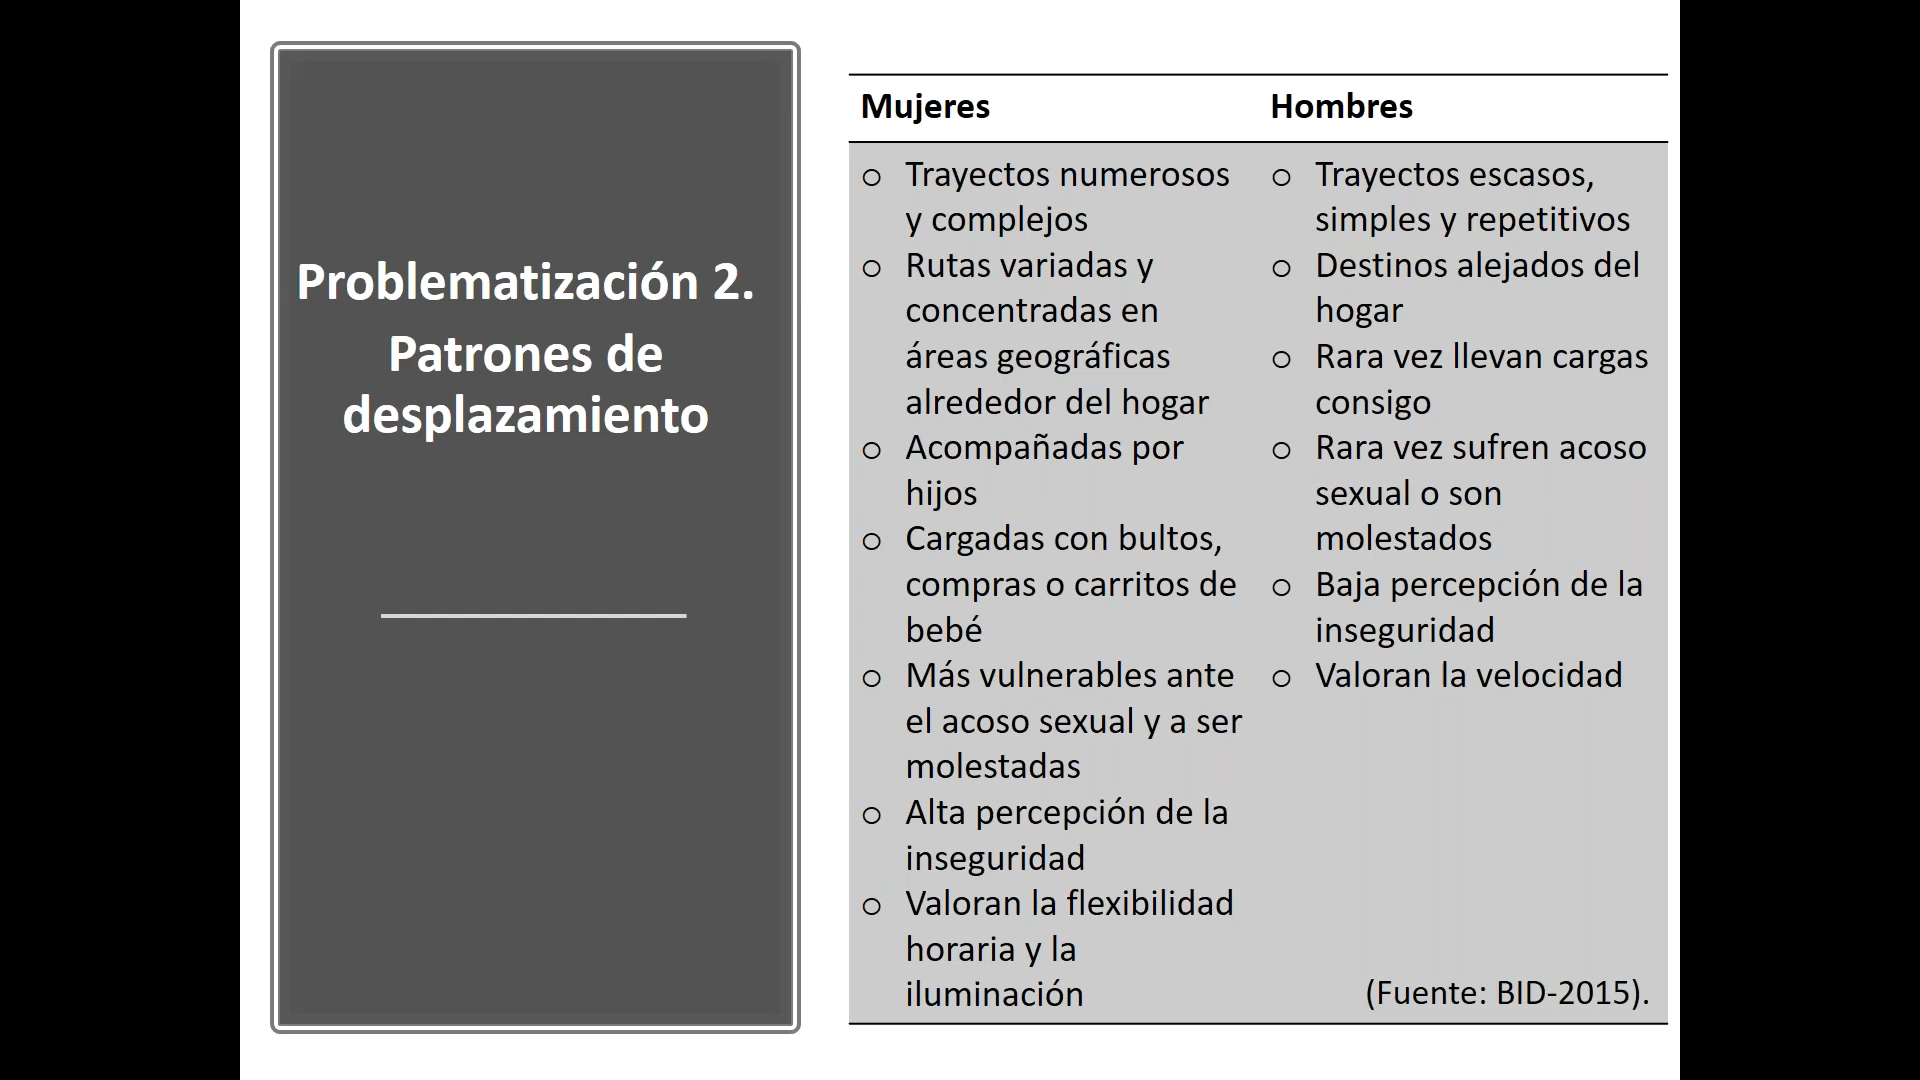 Problematización 2.
Patrones de
desplazamiento
Mujeres
Hombres
○ Trayectos numerosos
y complejos
○ Rutas variadas y
concentradas en
áreas geográficas
alrededor del hogar
○ Acompañadas por
hijos
○ Cargadas con bultos,
compras o carritos de
bebé
○ Más vulnerables ante
el acoso sexual y a ser
molestadas
○ Alta percepción de la
inseguridad
○ Valoran la flexibilidad
horaria y la
iluminación
○ Trayectos escasos,
simples y repetitivos
○ Destinos alejados del
hogar
○ Rara vez llevan cargas
consigo
○ Rara vez sufren acoso
sexual o son
molestados
○ Baja percepción de la
inseguridad
○ Valoran la velocidad
(Fuente: BID-2015).